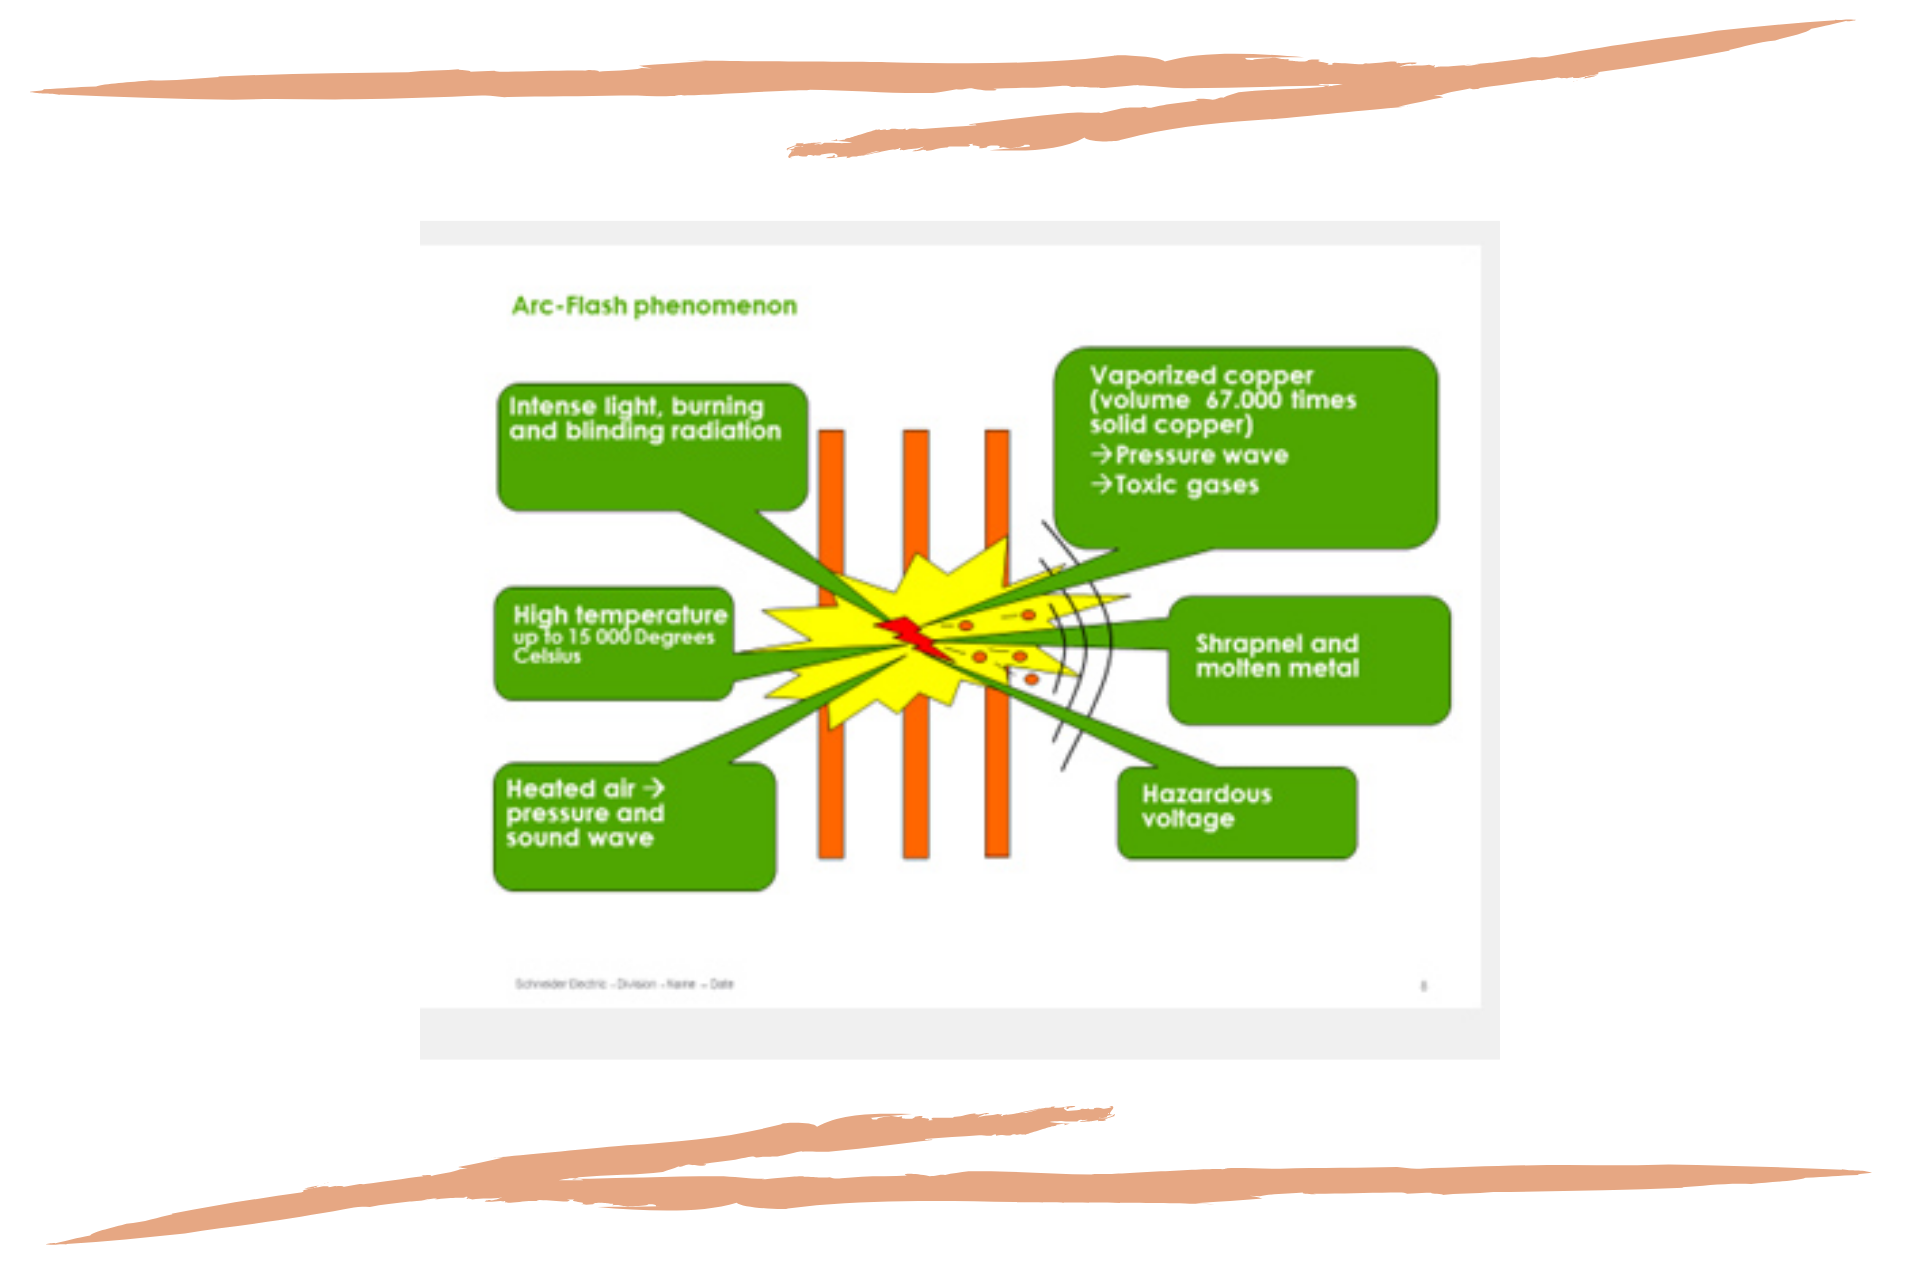 Arc-Flash phenomenon
Intense light, burning
and blinding radiation
Vaporized copper
(volume 67.000 times
solid copper)
→Pressure wave
→Toxic gases
High temperature
up to 15 000 Degrees
Celsius
Shrapnel and
molten metal
Heated air →
pressure and
sound wave
Hazardous
voltage
Schneider Electric - Division - Name – Date